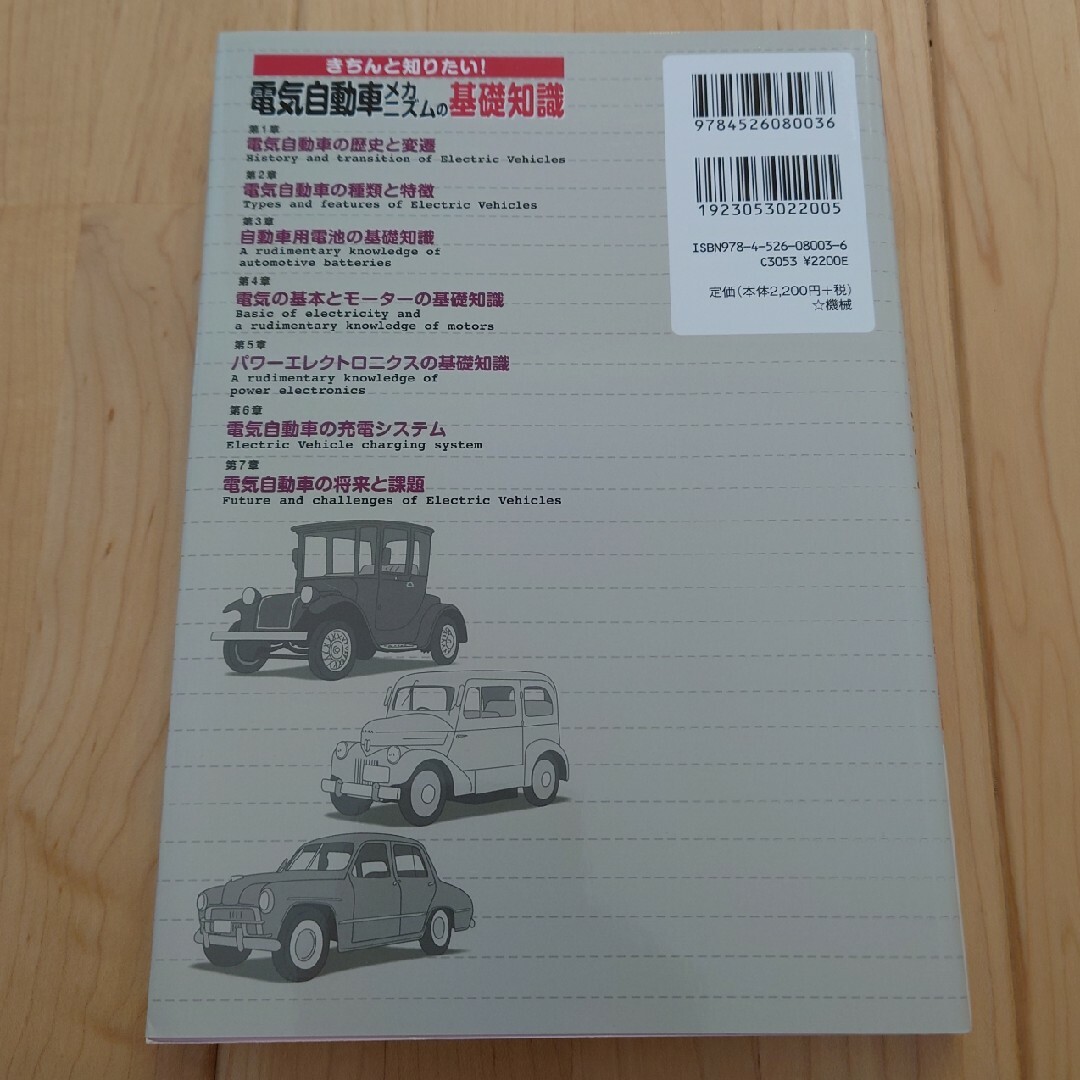 きちんと知りたい!
電気自動車メカニズムの基礎知識
第1章
電気自動車の歴史と変遷
History and transition of Electric Vehicles
第2章
電気自動車の種類と特徴
Types and features of Electric Vehicles
第3章
自動車用電池の基礎知識
A rudimentary knowledge of
automotive batteries
第4章
電気の基本とモーターの基礎知識
Basic of electricity and
a rudimentary knowledge of motors
第5章
パワーエレクトロニクスの基礎知識
A rudimentary knowledge of
power electronics
第6章
電気自動車の充電システム
Electric Vehicle charging system
第7章
電気自動車の将来と課題
Future and challenges of Electric Vehicles
9784526080036
1923053022005
ISBN978-4-526-08003-6
C3053 ¥2200E
定価(本体2,200円+税)
☆機械